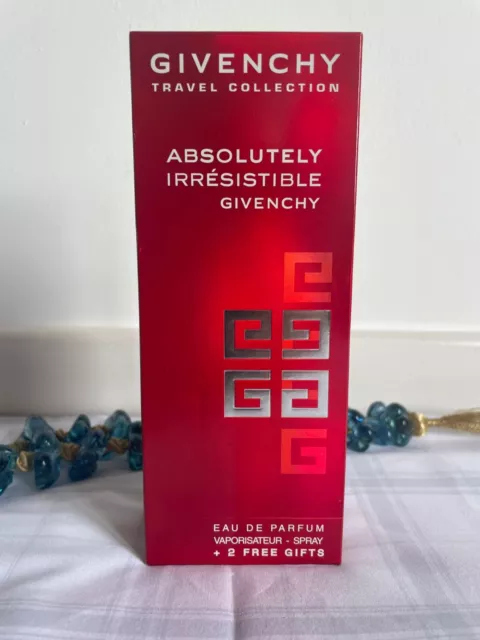 GIVENCHY
TRAVEL COLLECTION
ABSOLUTELY
IRRÉSISTIBLE
GIVENCHY
EAU DE PARFUM
VAPORISATEUR - SPRAY
+ 2 FREE GIFTS